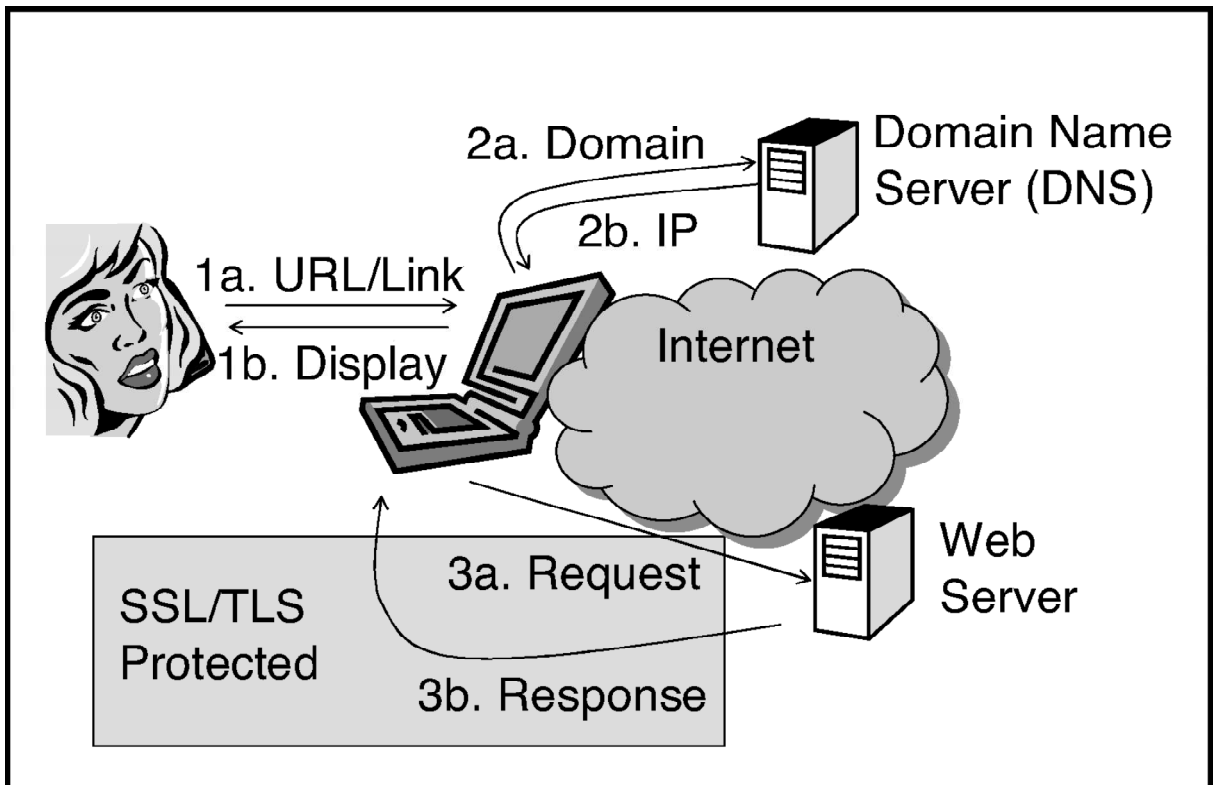 2a. Domain
Domain Name
Server (DNS)
2b. IP
1a. URL/Link
1b. Display
Internet
SSL/TLS
Protected
3a. Request
3b. Response
Web
Server